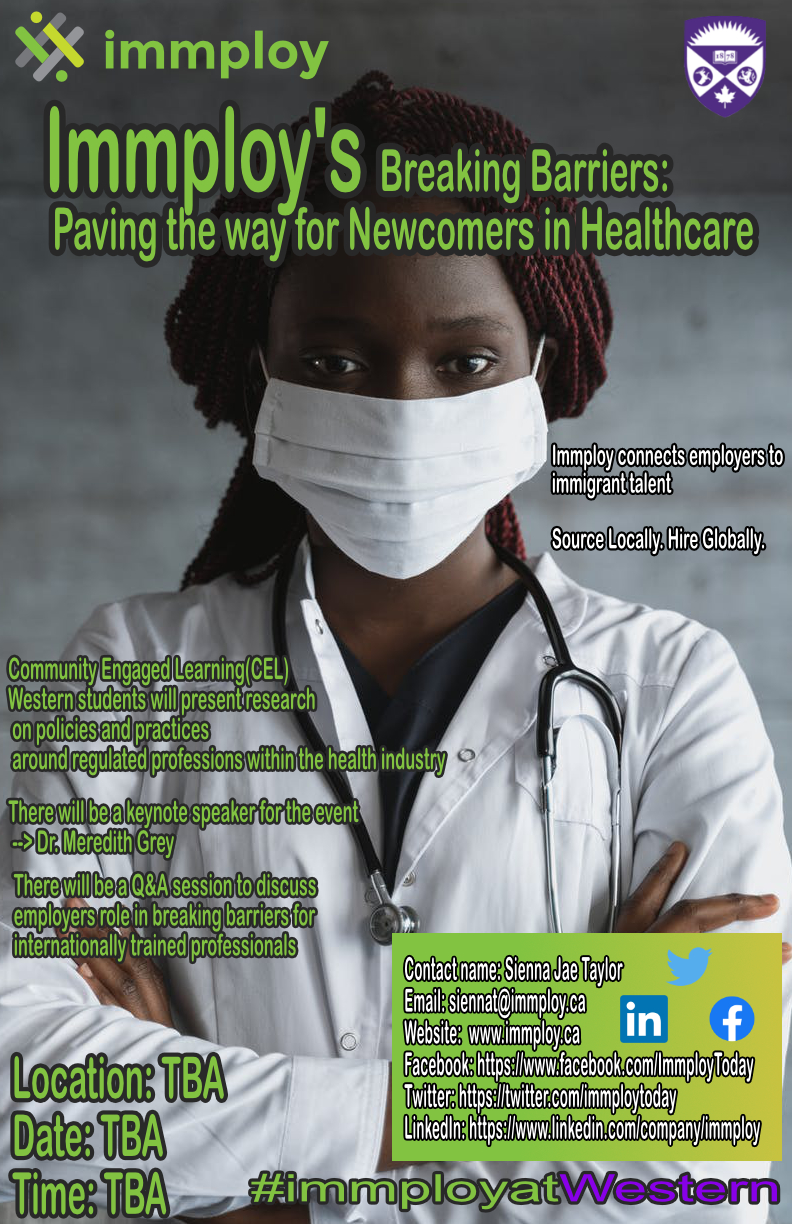 immploy
Immploy's Breaking Barriers:
Paving the way for Newcomers in Healthcare
Immploy connects employers to
immigrant talent
Source Locally. Hire Globally.
Community Engaged Learning(CEL)
Western students will present research
on policies and practices
around regulated professions within the health industry
There will be a keynote speaker for the event
--> Dr. Meredith Grey
There will be a Q&A session to discuss
employers role in breaking barriers for
internationally trained professionals
Contact name: Sienna Jae Taylor
Email: siennat@immploy.ca
Website: www.immploy.ca
in
Facebook: https://www.facebook.com/ImmployToday
Twitter: https://twitter.com/immploytoday
LinkedIn: https://www.linkedin.com/company/immploy
Location: TBA
Date: TBA
Time: TBA
#immployatWestern